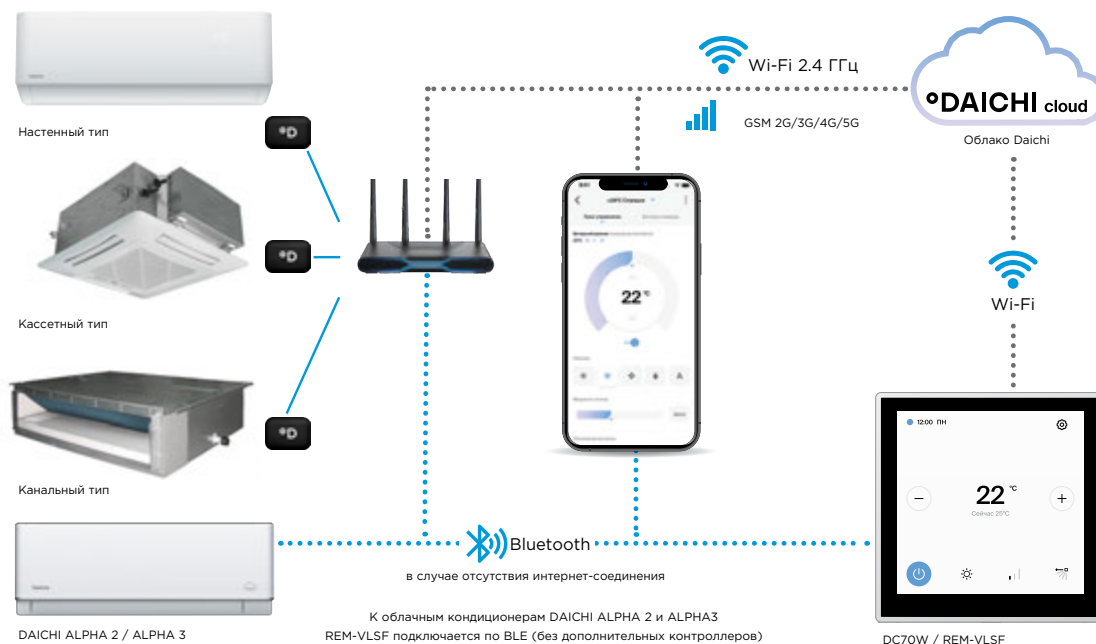 Wi-Fi 2.4 ГГц
°DAICHI cloud
GSM 2G/3G/4G/5G
Облако Daichi
Настенный тип
°D
°D
Кассетный тип
22 °C
A
Wi-Fi
°D
Канальный тип
12:00 ПН
− 22 °C +
Сейчас 25°C
Bluetooth
в случае отсутствия интернет-соединения
К облачным кондиционерам DAICHI ALPHA 2 и ALPHA3
REM-VLSF подключается по BLE (без дополнительных контроллеров)
DAICHI ALPHA 2 / ALPHA 3
DC70W / REM-VLSF